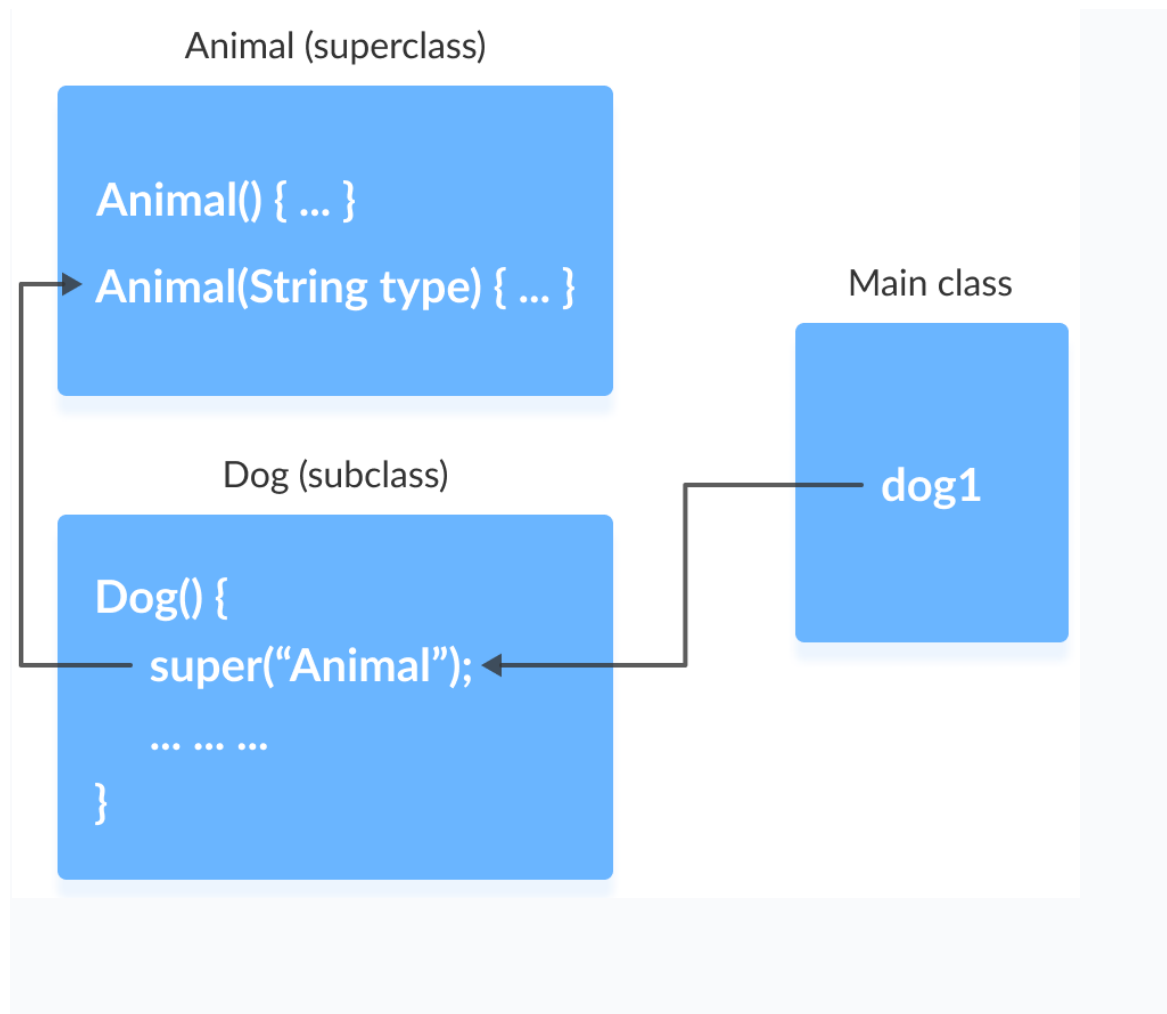 Animal (superclass)
Animal() { ... }
Animal(String type) { ... }
Main class
dog1
Dog (subclass)
Dog() {
super(“Animal”);
... ... ...
}